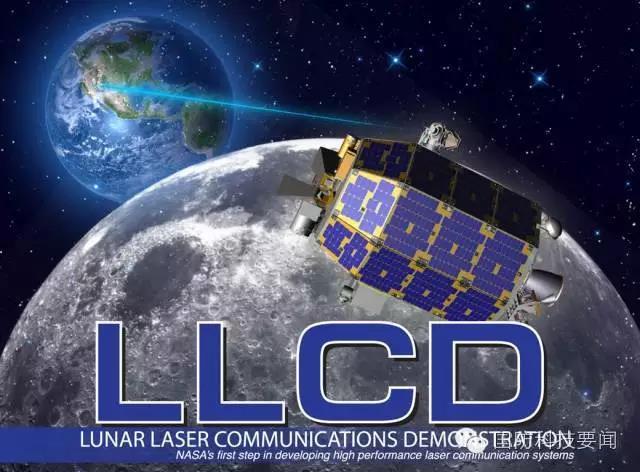 LLCD
LUNAR LASER COMMUNICATIONS DEMONSTRATION
NASA's first step in developing high performance laser communication systems
国防科技要闻